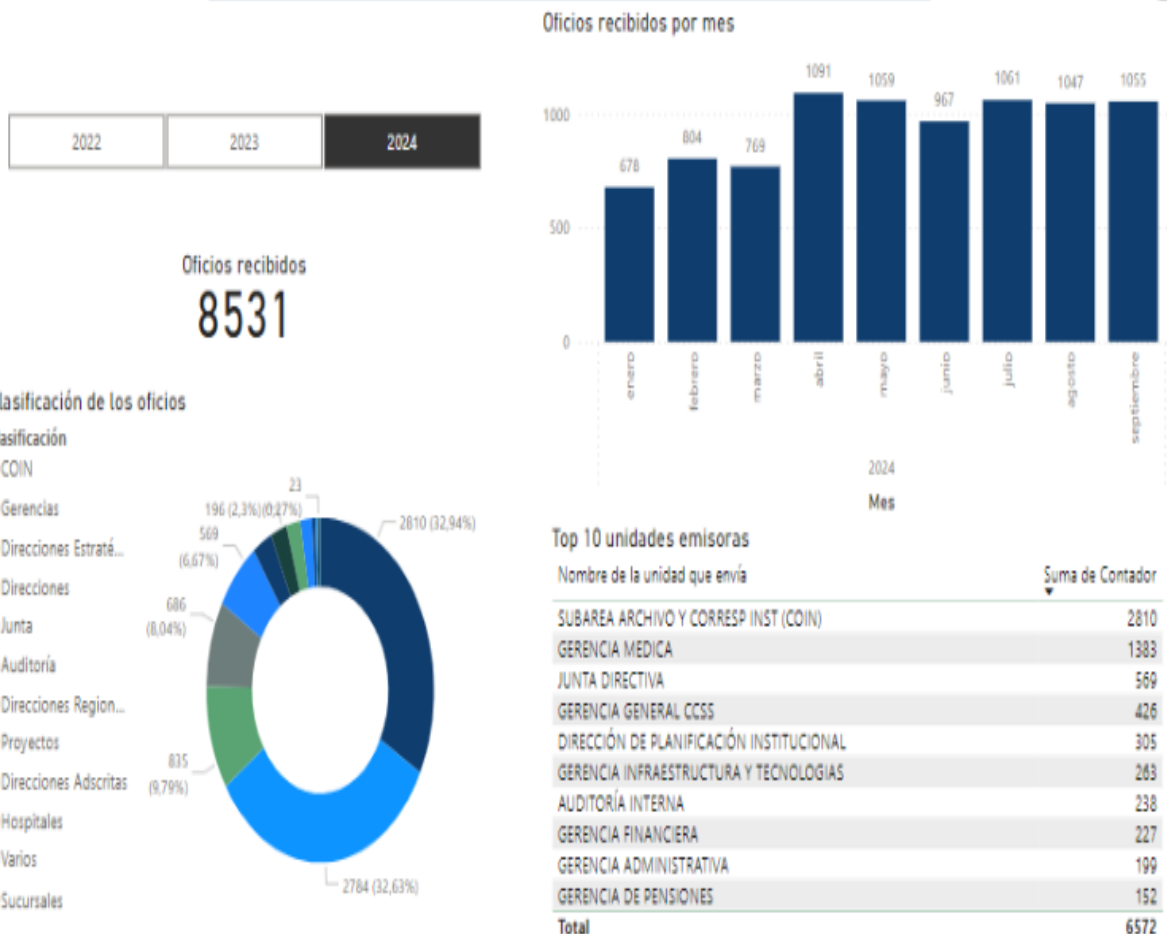 Oficios recibidos por mes
2022 2023 2024
Oficios recibidos
8531
1000
500
0
678 804 769 1091 1059 967 1061 1047 1055
enero febrero marzo abril mayo junio julio agosto septiembre
2024
Mes
lasificación de los oficios
asificación
COIN
Gerencias
Direcciones Estraté...
Direcciones
Junta
Auditoría
Direcciones Region...
Proyectos
Direcciones Adscritas
Hospitales
Varios
Sucursales
23
(0,27%)
196 (2,3%)
569
(6,67%)
686
(8,04%)
835
(9,79%)
2810 (32,94%)
2784 (32,63%)
Top 10 unidades emisoras
Nombre de la unidad que envía Suma de Contador
SUBAREA ARCHIVO Y CORRESP INST (COIN) 2810
GERENCIA MEDICA 1383
JUNTA DIRECTIVA 569
GERENCIA GENERAL CCSS 426
DIRECCIÓN DE PLANIFICACIÓN INSTITUCIONAL 305
GERENCIA INFRAESTRUCTURA Y TECNOLOGIAS 263
AUDITORÍA INTERNA 238
GERENCIA FINANCIERA 227
GERENCIA ADMINISTRATIVA 199
GERENCIA DE PENSIONES 152
Total 6572